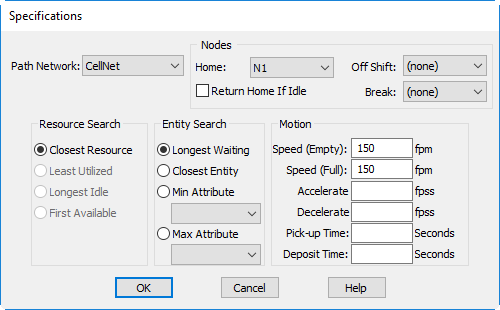 Specifications
Nodes
Path Network: CellNet
Home: N1
Off Shift: (none)
Return Home If Idle
Break: (none)
Resource Search
Entity Search
Motion
Closest Resource
Longest Waiting
Speed (Empty): 150 fpm
Least Utilized
Closest Entity
Speed (Full): 150 fpm
Longest Idle
Min Attribute
Accelerate fpss
First Available
Decelerate fpss
Max Attribute
Pick-up Time: Seconds
Deposit Time: Seconds
OK
Cancel
Help